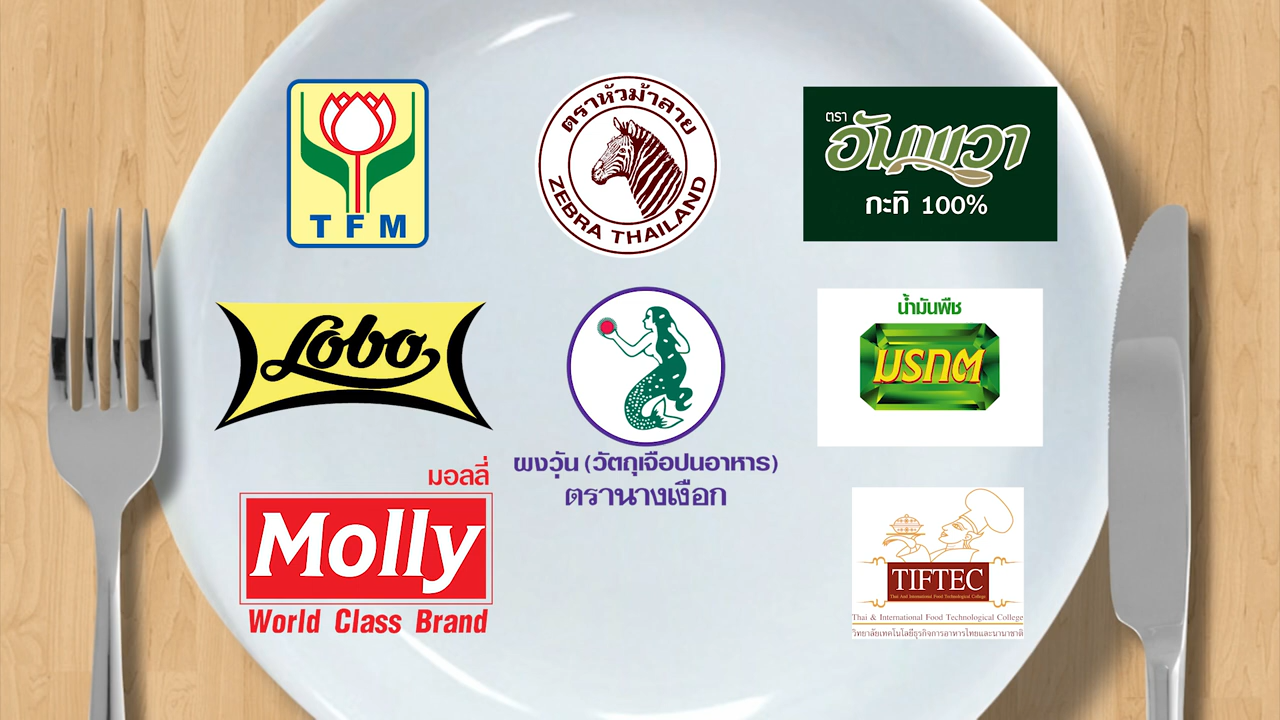 TFM
ตราหัวม้าลาย
ZEBRA THAILAND
ตรา
อัมพวา
กะทิ 100%
Lobo
น้ำมันพืช
มรกต
ผงวุ้น (วัตถุเจือปนอาหาร)
ตรานางเงือก
มอลลี่
Molly
World Class Brand
TIFTEC
Thai And International Food Technological College
Thai & International Food Technological College
วิทยาลัยเทคโนโลยีธุรกิจการอาหารไทยและนานาชาติ